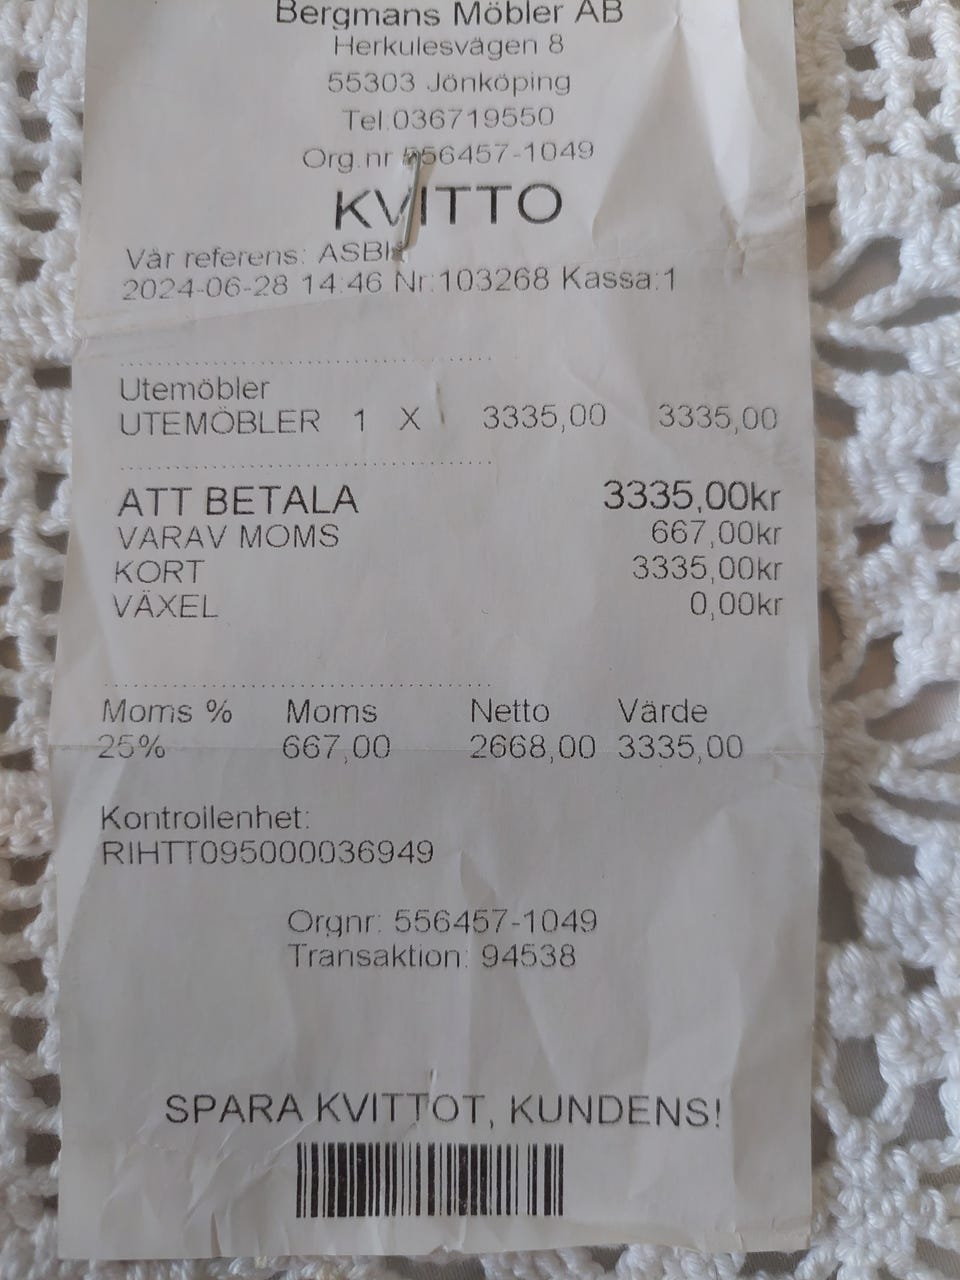 Bergmans Möbler AB
Herkulesvägen 8
55303 Jönköping
Tel:036719550
Org.nr 556457-1049
KVITTO
Vår referens:
2024-06-28 14:46 Nr:103268 Kassa:1
Utemöbler
UTEMÖBLER 1 X 3335,00 3335,00
ATT BETALA 3335,00kr
VARAV MOMS 667,00kr
KORT 3335,00kr
VÄXEL 0,00kr
Moms % Moms Netto Värde
25% 667,00 2668,00 3335,00
Kontrollenhet:
RIHTT095000036949
Orgnr: 556457-1049
Transaktion: 94538
SPARA KVITTOT, KUNDENS!